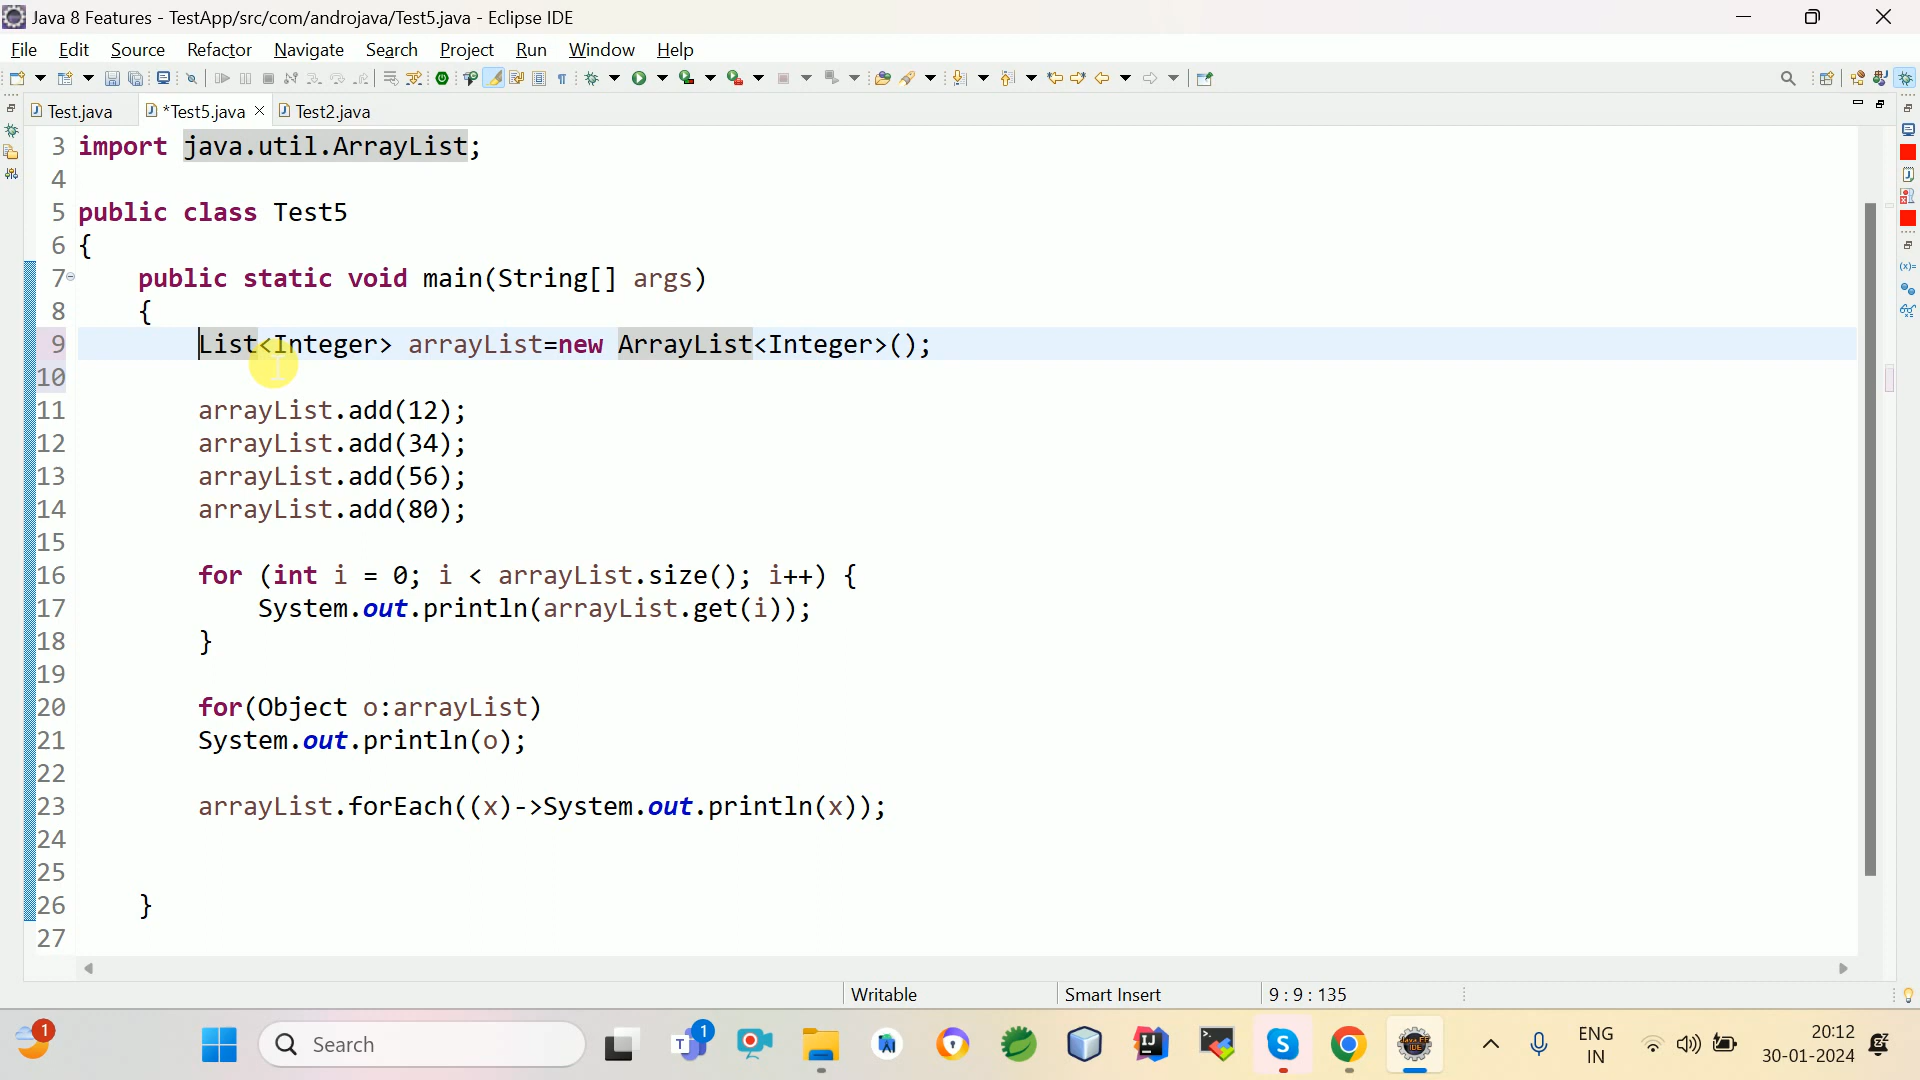 Java 8 Features - TestApp/src/com/androjava/Test5.java - Eclipse IDE
File Edit Source Refactor Navigate Search Project Run Window Help
Test.java *Test5.java Test2.java
3 import java.util.ArrayList;
4
5 public class Test5
6 {
7 public static void main(String[] args)
8 {
9 List<Integer> arrayList=new ArrayList<Integer>();
10
11 arrayList.add(12);
12 arrayList.add(34);
13 arrayList.add(56);
14 arrayList.add(80);
15
16 for (int i = 0; i < arrayList.size(); i++) {
17 System.out.println(arrayList.get(i));
18 }
19
20 for(Object o:arrayList)
21 System.out.println(o);
22
23 arrayList.forEach((x)->System.out.println(x));
24
25
26 }
27
Writable Smart Insert 9 : 9 : 135
1 Search 1 ENG IN 20:12
30-01-2024